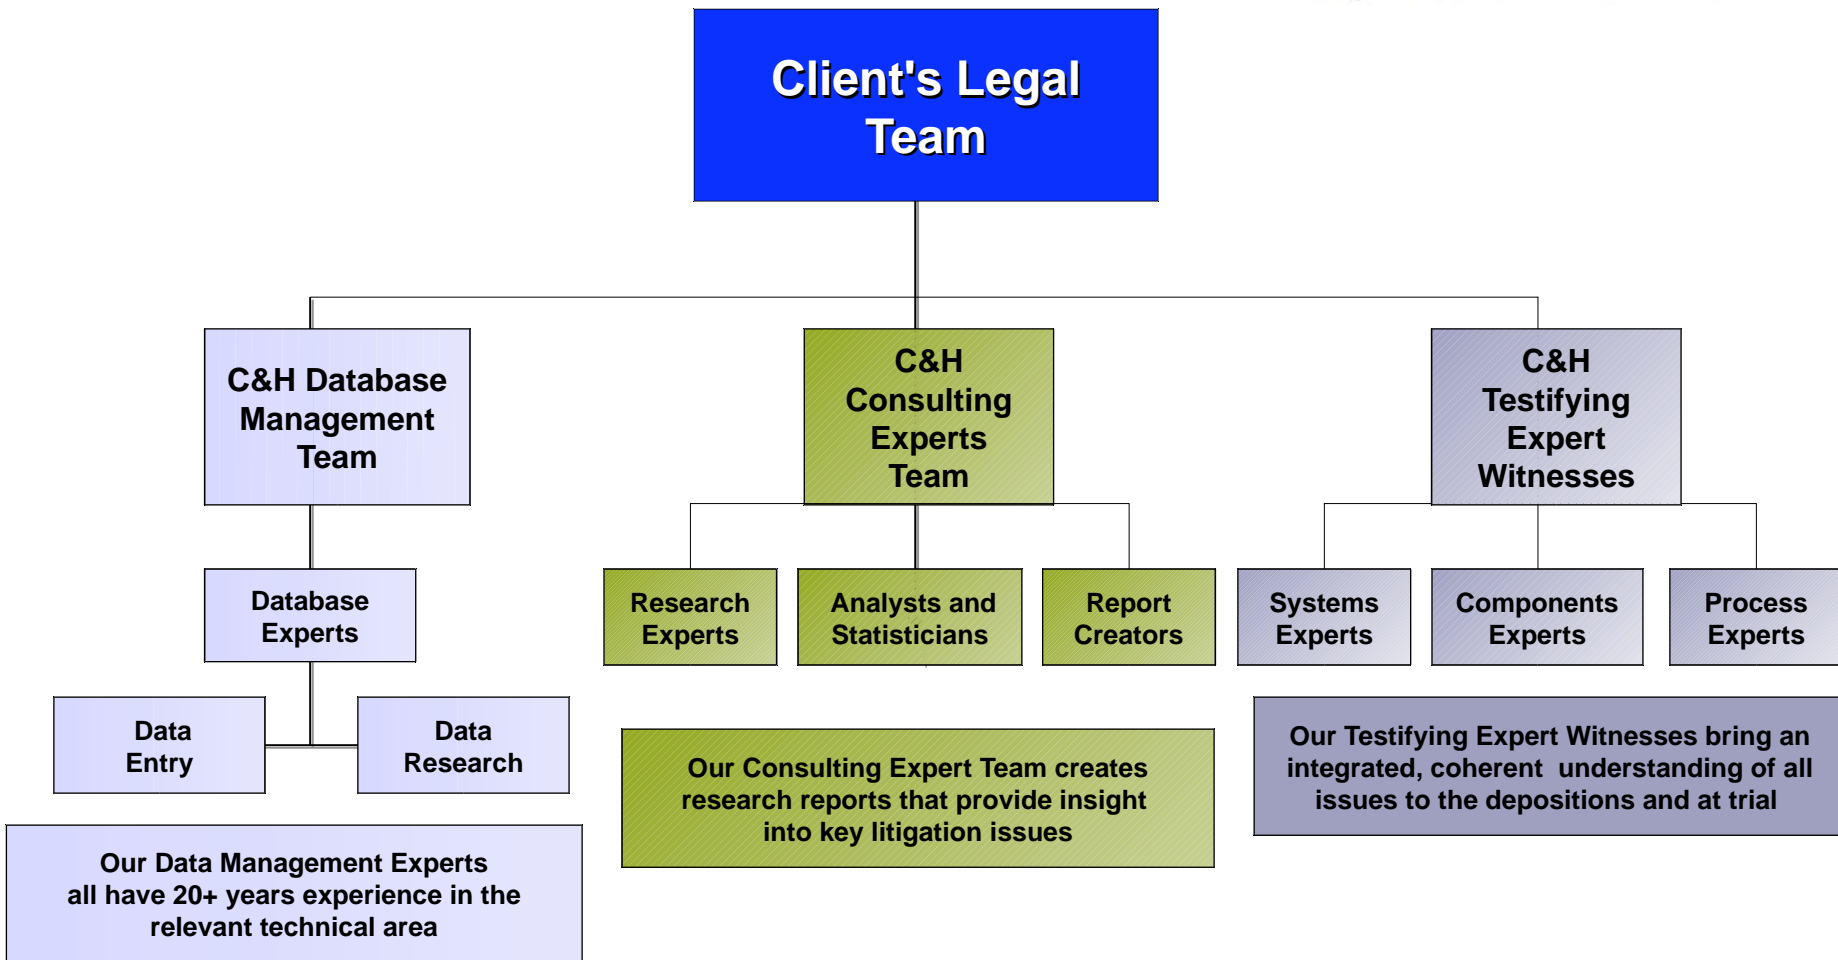 Client's Legal
Team
C&H Database
Management
Team
C&H
Consulting
Experts
Team
C&H
Testifying
Expert
Witnesses
Database
Experts
Research
Experts
Analysts and
Statisticians
Report
Creators
Systems
Experts
Components
Experts
Process
Experts
Data
Entry
Data
Research
Our Data Management Experts
all have 20+ years experience in the
relevant technical area
Our Consulting Expert Team creates
research reports that provide insight
into key litigation issues
Our Testifying Expert Witnesses bring an
integrated, coherent  understanding of all
issues to the depositions and at trial